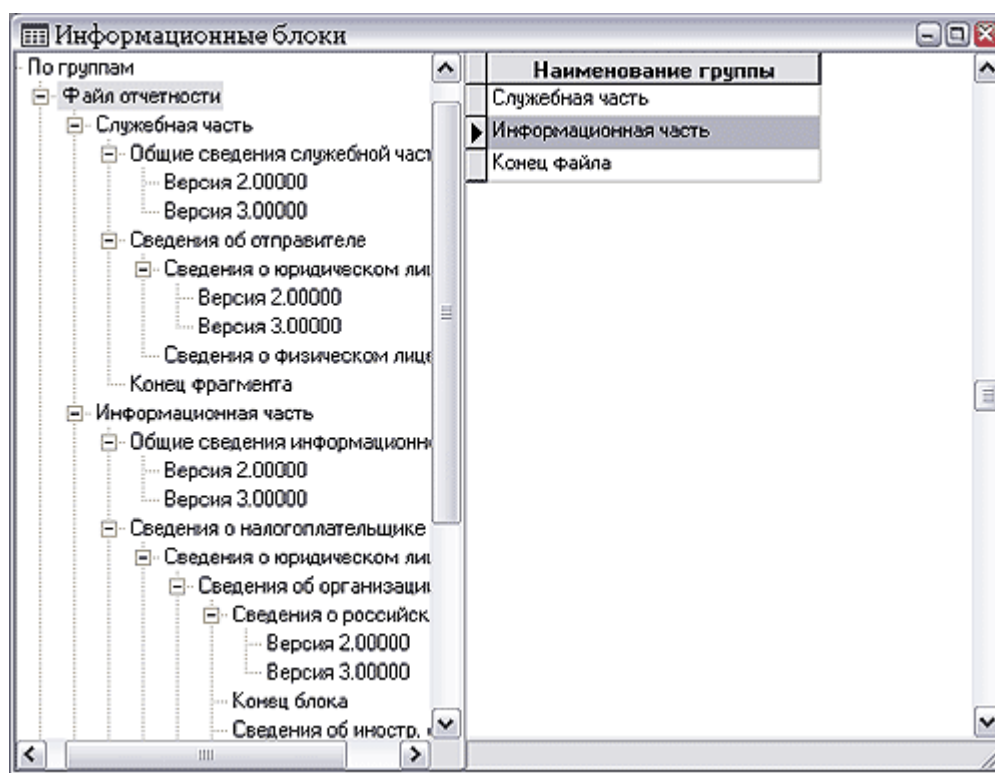 Информационные блоки
По группам
Файл отчетности
Служебная часть
Общие сведения служебной част
Версия 2.00000
Версия 3.00000
Сведения об отправителе
Сведения о юридическом ли
Версия 2.00000
Версия 3.00000
Сведения о физическом лице
Конец фрагмента
Информационная часть
Общие сведения информационн
Версия 2.00000
Версия 3.00000
Сведения о налогоплательщике
Сведения о юридическом ли
Сведения об организаци
Сведения о российск
Версия 2.00000
Версия 3.00000
Конец блока
Сведения об иностр.
Наименование группы
Служебная часть
Информационная часть
Конец файла